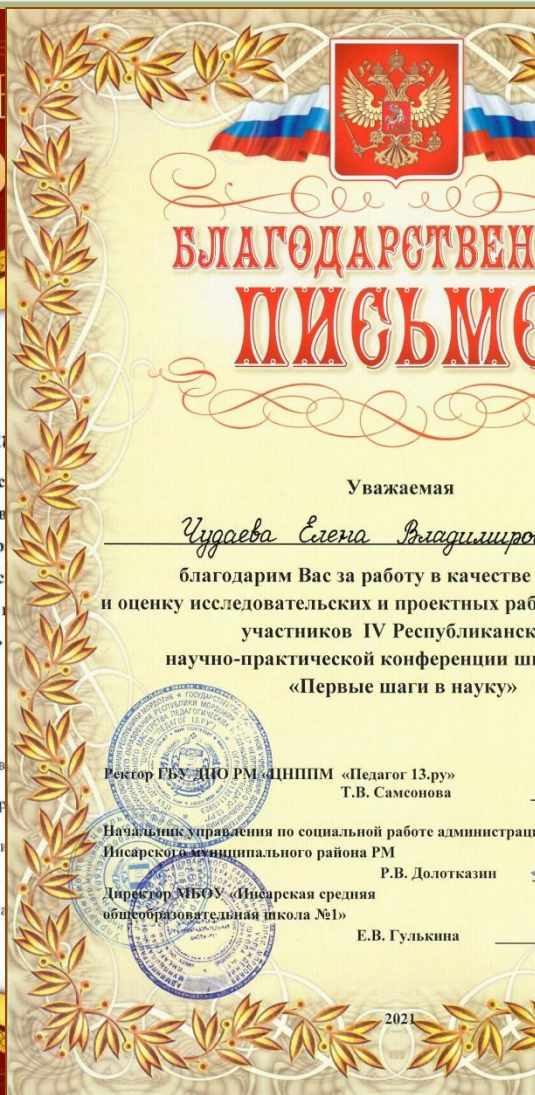 БЛАГОДАРСТВЕН
ПИСЬМО
Уважаемая
Чудаева Елена Владимиро
благодарим Вас за работу в качестве
и оценку исследовательских и проектных раб
участников IV Республиканск
научно-практической конференции ш
«Первые шаги в науку»
Ректор ГБУ ДПО РМ «ЦНППМ «Педагог 13.ру»
Т.В. Самсонова
Начальник управления по социальной работе администрац
Инсарского муниципального района РМ
Р.В. Долотказин
Директор МБОУ «Инсарская средняя
общеобразовательная школа №1»
Е.В. Гулькина
2021